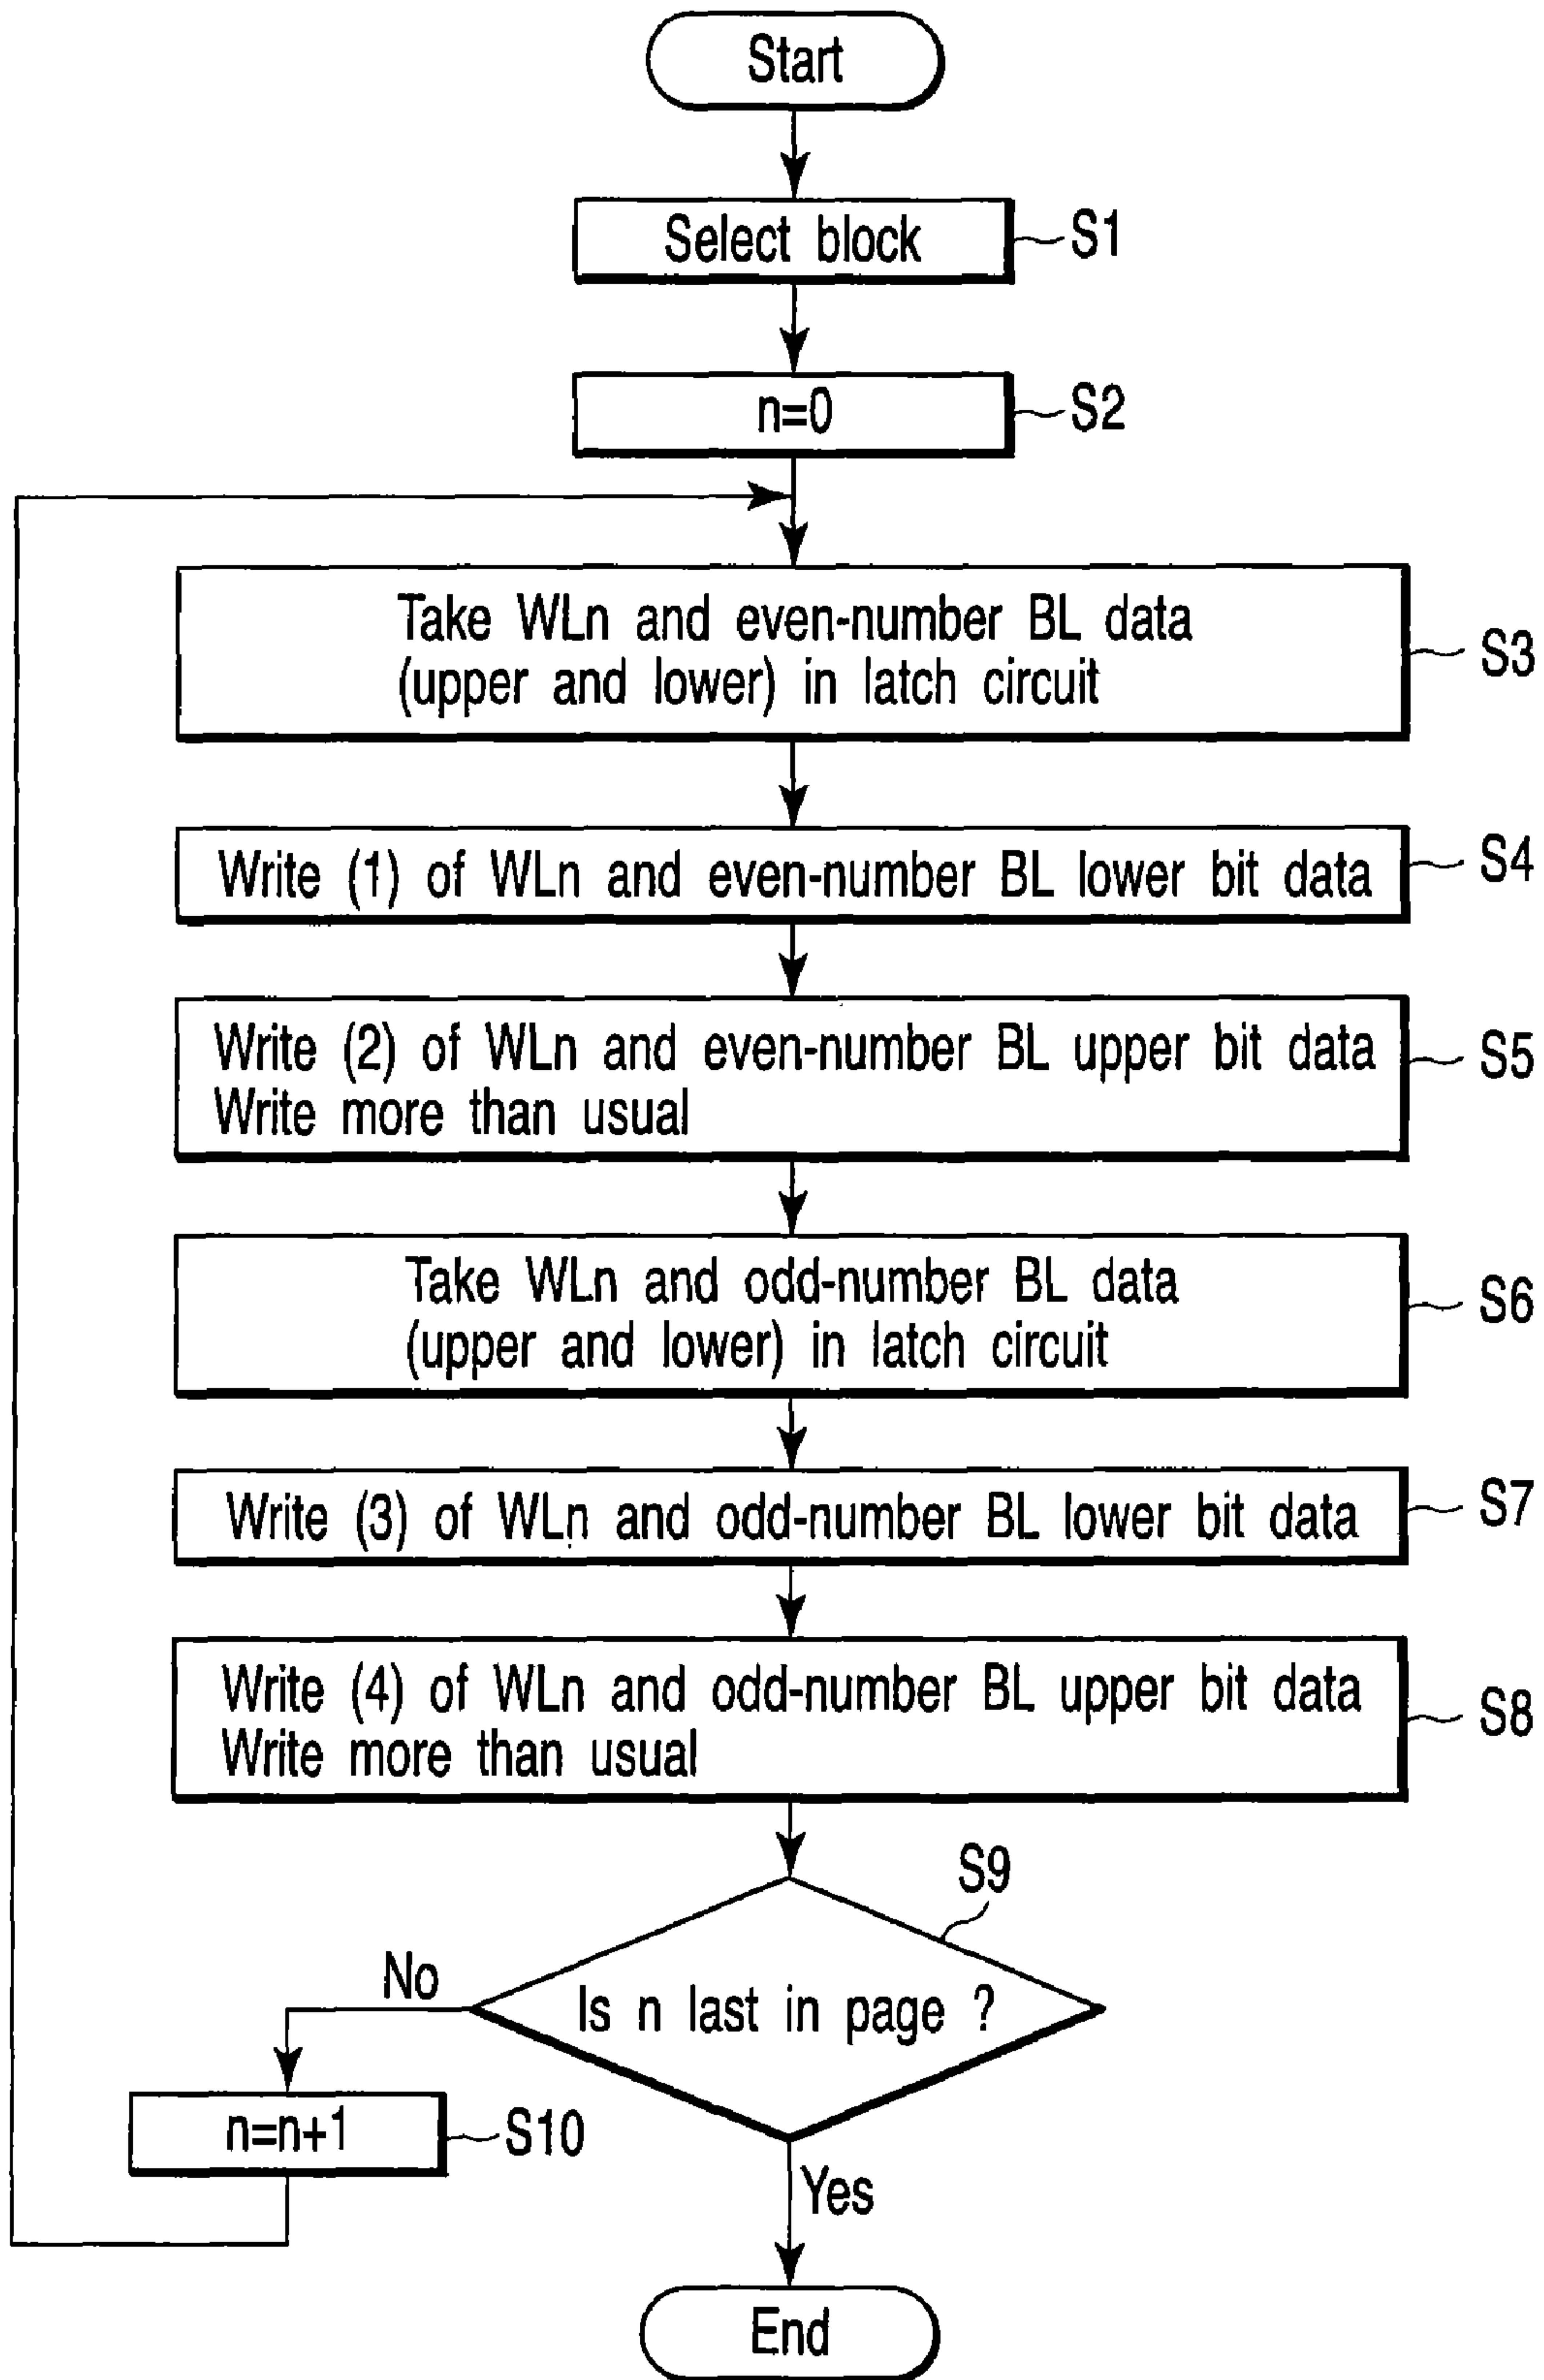 Start
Select block
S1
n=0
S2
Take WLn and even-number BL data
(upper and lower) in latch circuit
S3
Write (1) of WLn and even-number BL lower bit data
S4
Write (2) of WLn and even-number BL upper bit data
Write more than usual
S5
Take WLn and odd-number BL data
(upper and lower) in latch circuit
S6
Write (3) of WLn and odd-number BL lower bit data
S7
Write (4) of WLn and odd-number BL upper bit data
Write more than usual
S8
S9
No
Is n last in page ?
n=n+1
S10
Yes
End